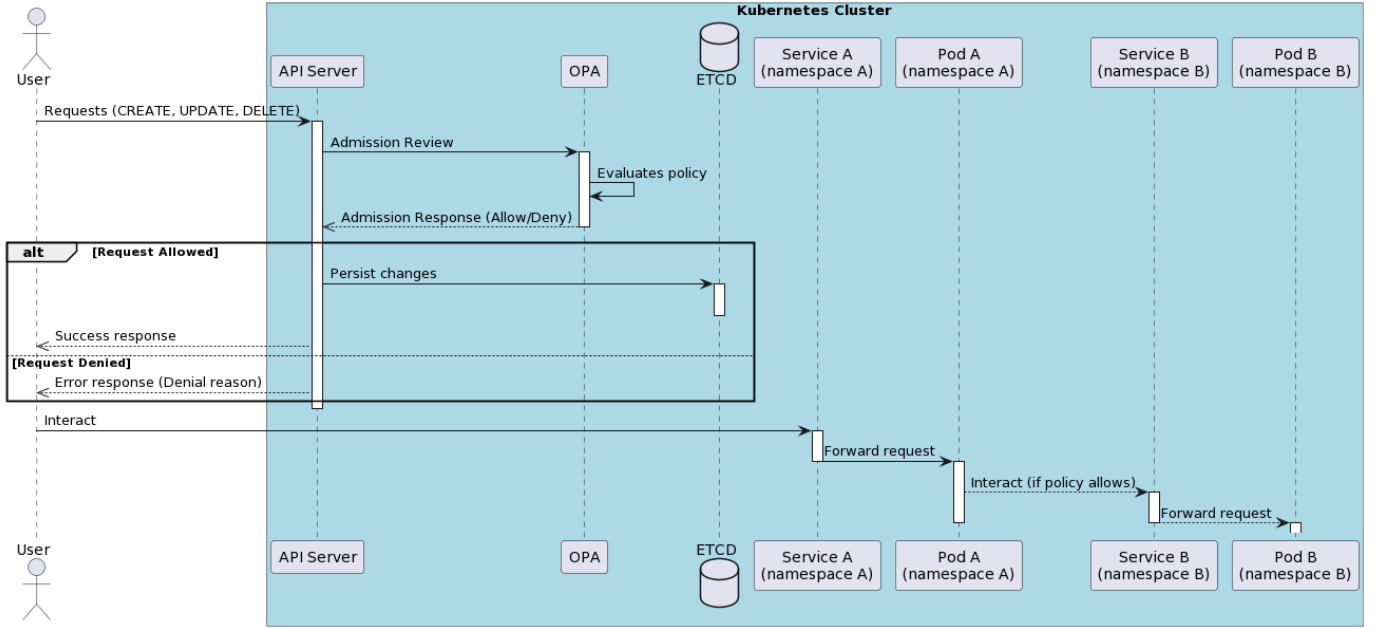 Kubernetes Cluster
User
API Server
OPA
ETCD
Service A
(namespace A)
Pod A
(namespace A)
Service B
(namespace B)
Pod B
(namespace B)
Requests (CREATE, UPDATE, DELETE)
Admission Review
Evaluates policy
Admission Response (Allow/Deny)
alt
[Request Allowed]
Persist changes
Success response
[Request Denied]
Error response (Denial reason)
Interact
Forward request
Interact (if policy allows)
Forward request
User
API Server
OPA
ETCD
Service A
(namespace A)
Pod A
(namespace A)
Service B
(namespace B)
Pod B
(namespace B)